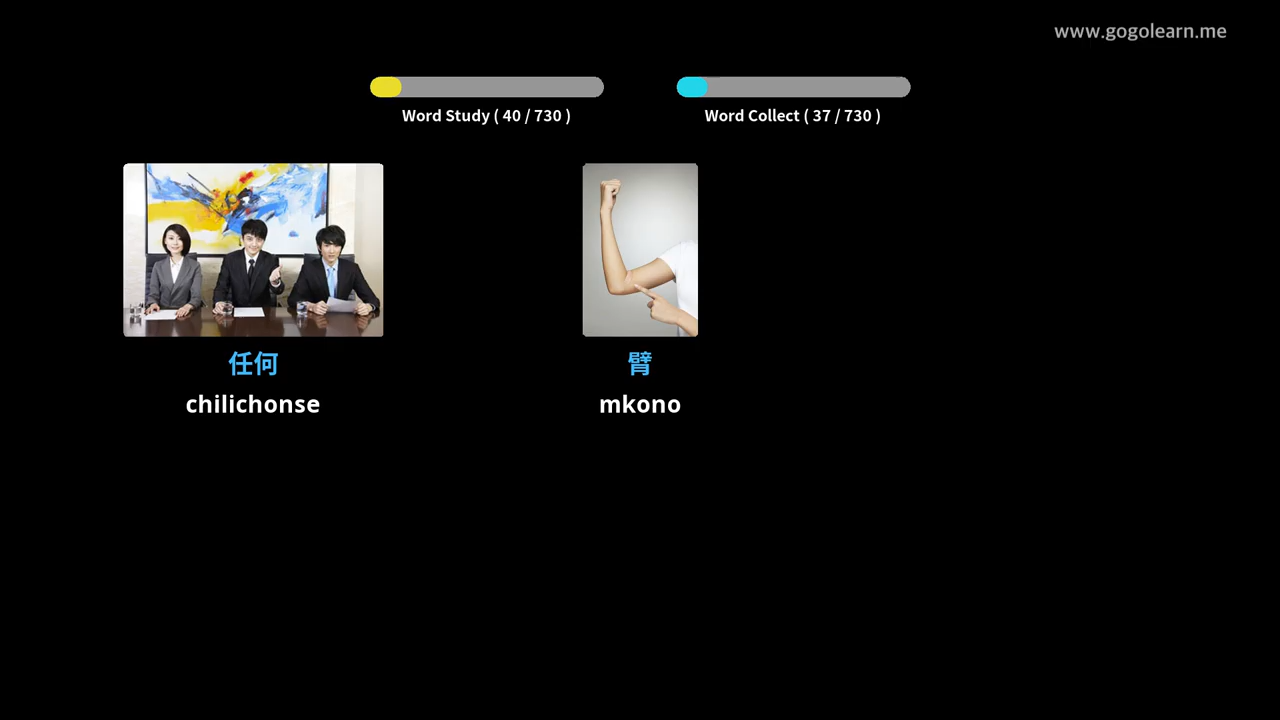 www.gogolearn.me
Word Study ( 40 / 730 )
Word Collect ( 37 / 730 )
任何
chilichonse
臂
mkono